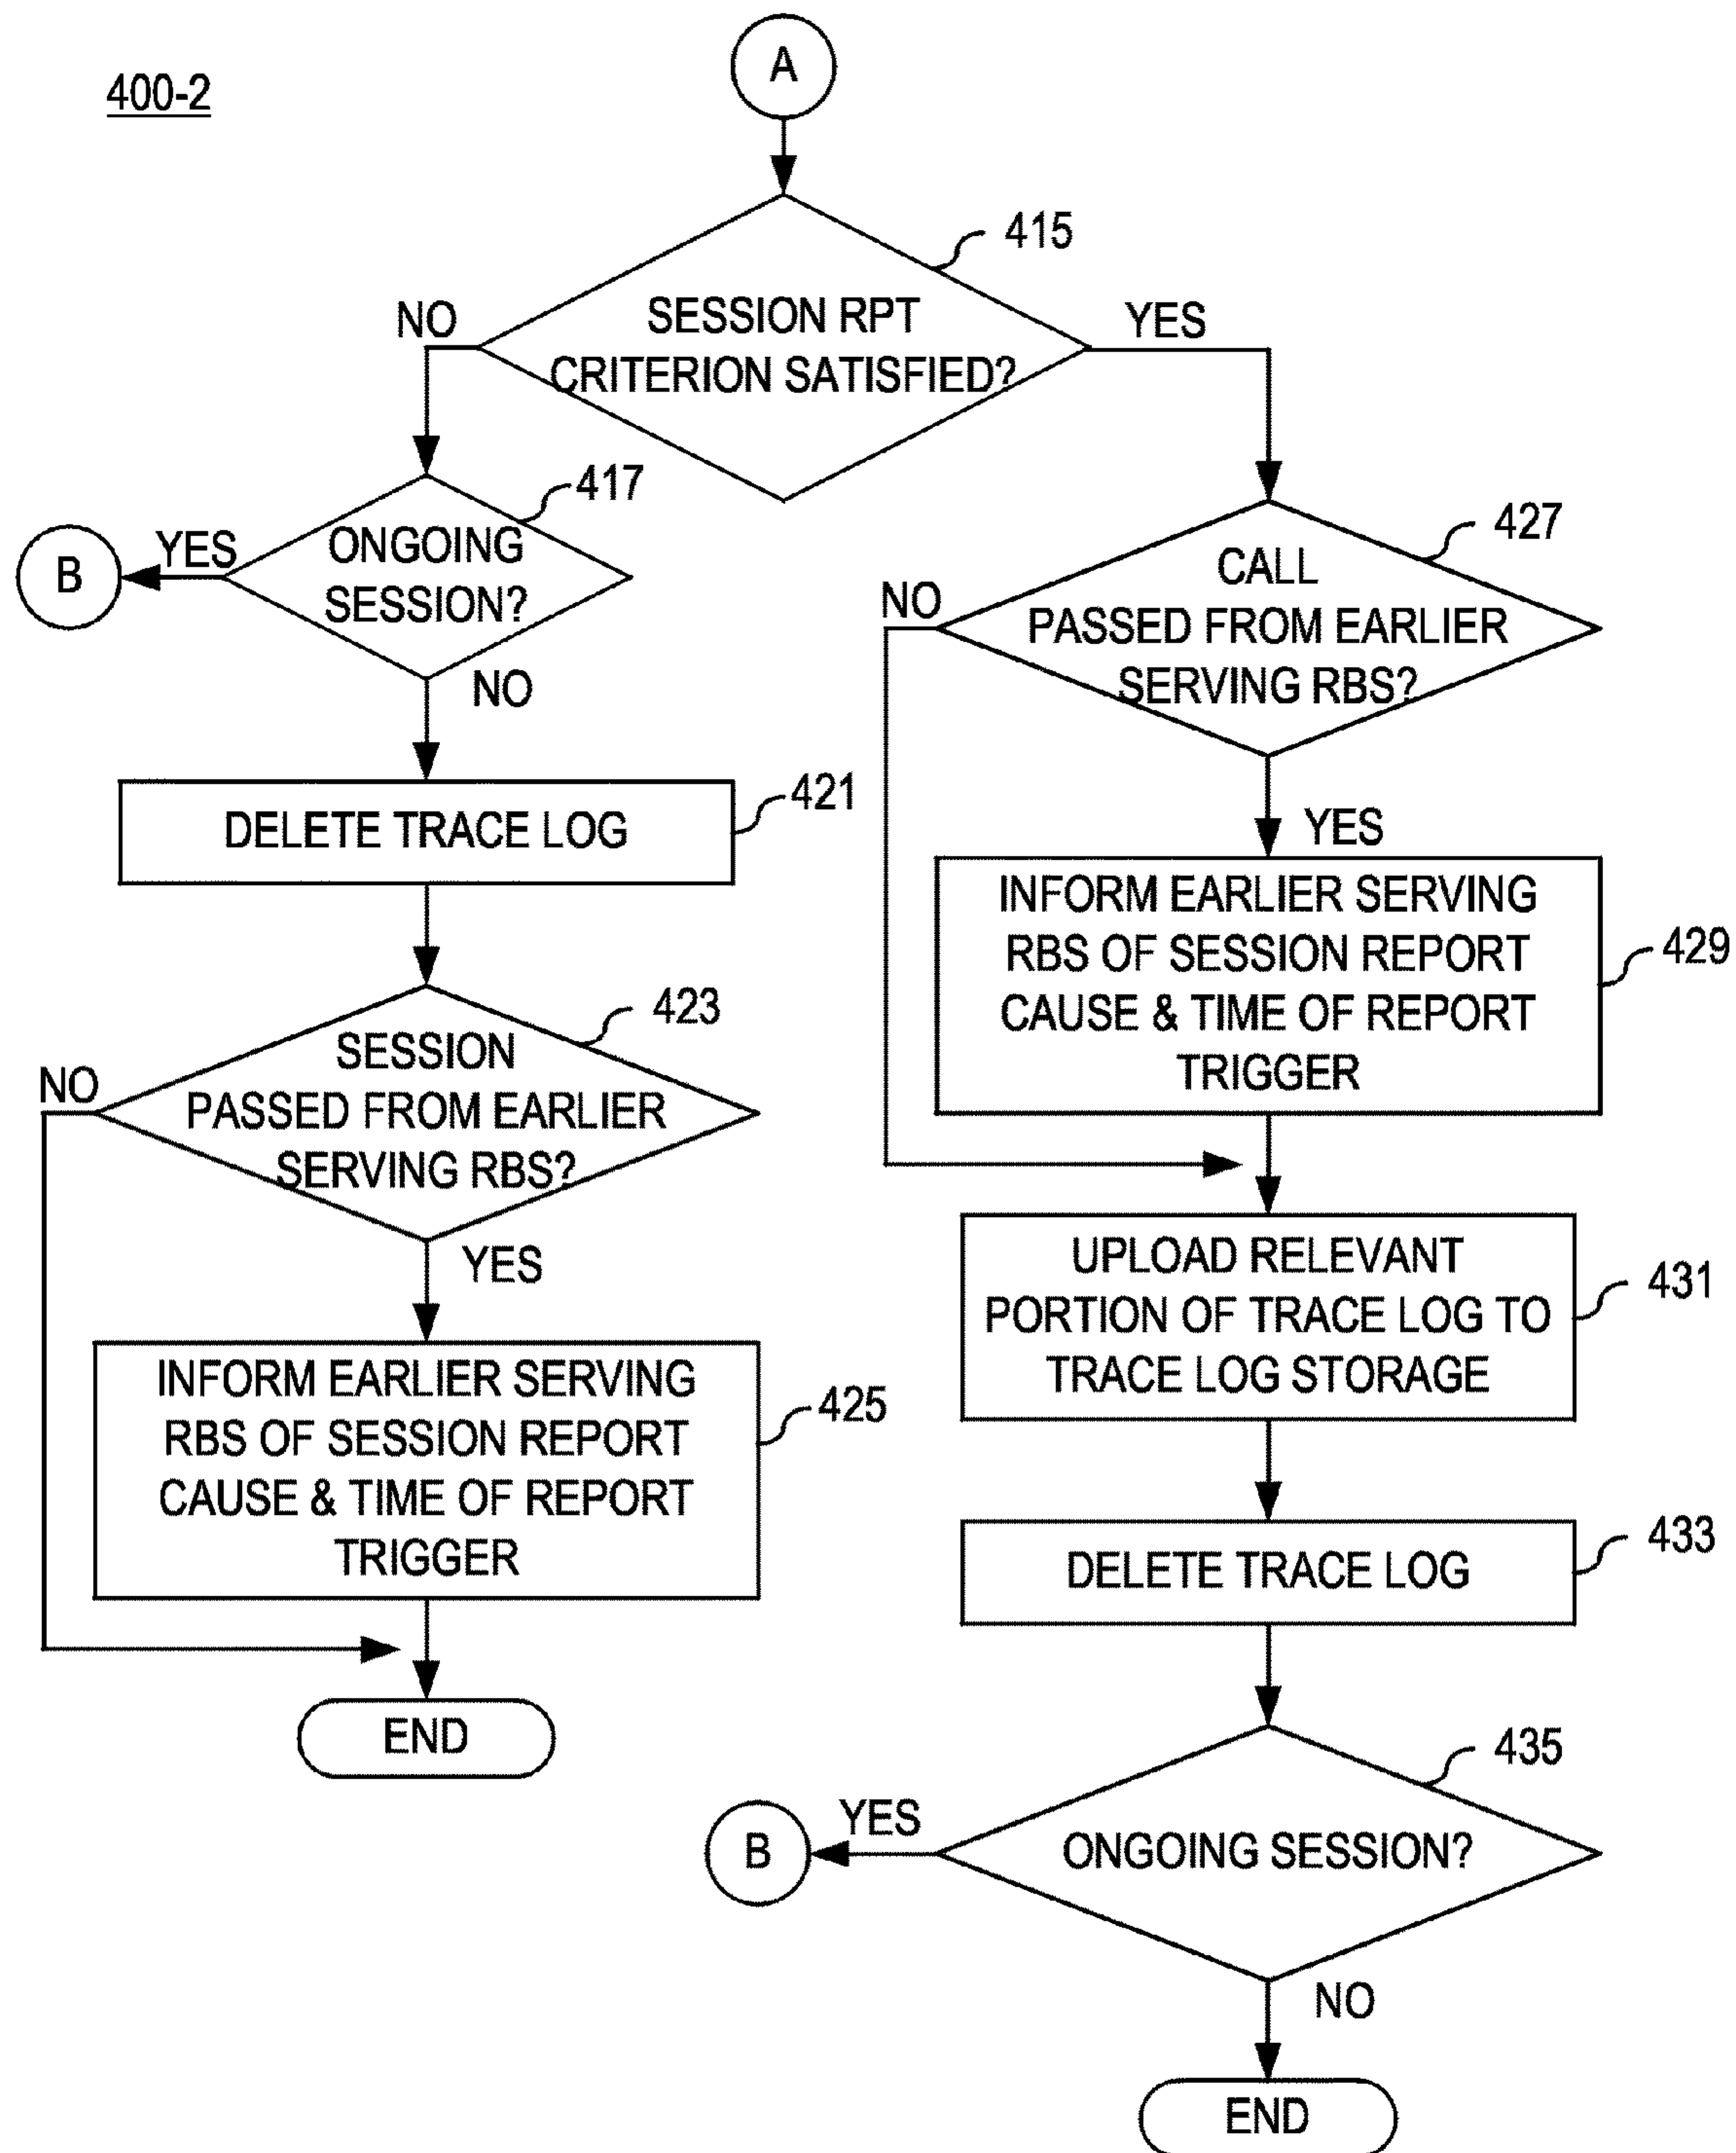 400-2
A
415
SESSION RPT
CRITERION SATISFIED?
NO
YES
417
ONGOING
SESSION?
YES
B
NO
427
CALL
PASSED FROM EARLIER
SERVING RBS?
NO
YES
421
DELETE TRACE LOG
429
INFORM EARLIER SERVING
RBS OF SESSION REPORT
CAUSE & TIME OF REPORT
TRIGGER
423
SESSION
PASSED FROM EARLIER
SERVING RBS?
NO
YES
431
UPLOAD RELEVANT
PORTION OF TRACE LOG TO
TRACE LOG STORAGE
425
INFORM EARLIER SERVING
RBS OF SESSION REPORT
CAUSE & TIME OF REPORT
TRIGGER
433
DELETE TRACE LOG
END
435
ONGOING SESSION?
YES
B
NO
END